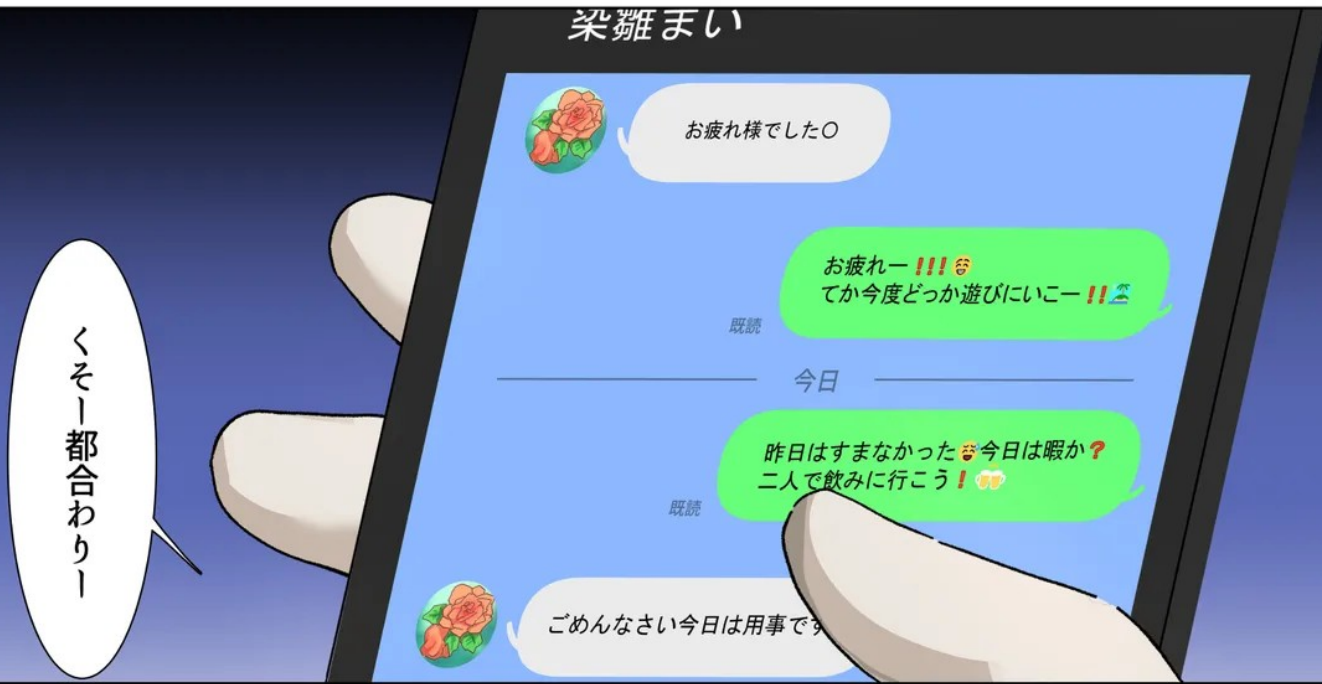 染雛まい
お疲れ様でした〇
お疲れー!!!😩
てか今度どっか遊びにいこー!!🏝️
既読
今日
昨日はすまなかった😩今日は暇か?
二人で飲みに行こう!🍻
既読
ごめんなさい今日は用事です
くそー都合わりー